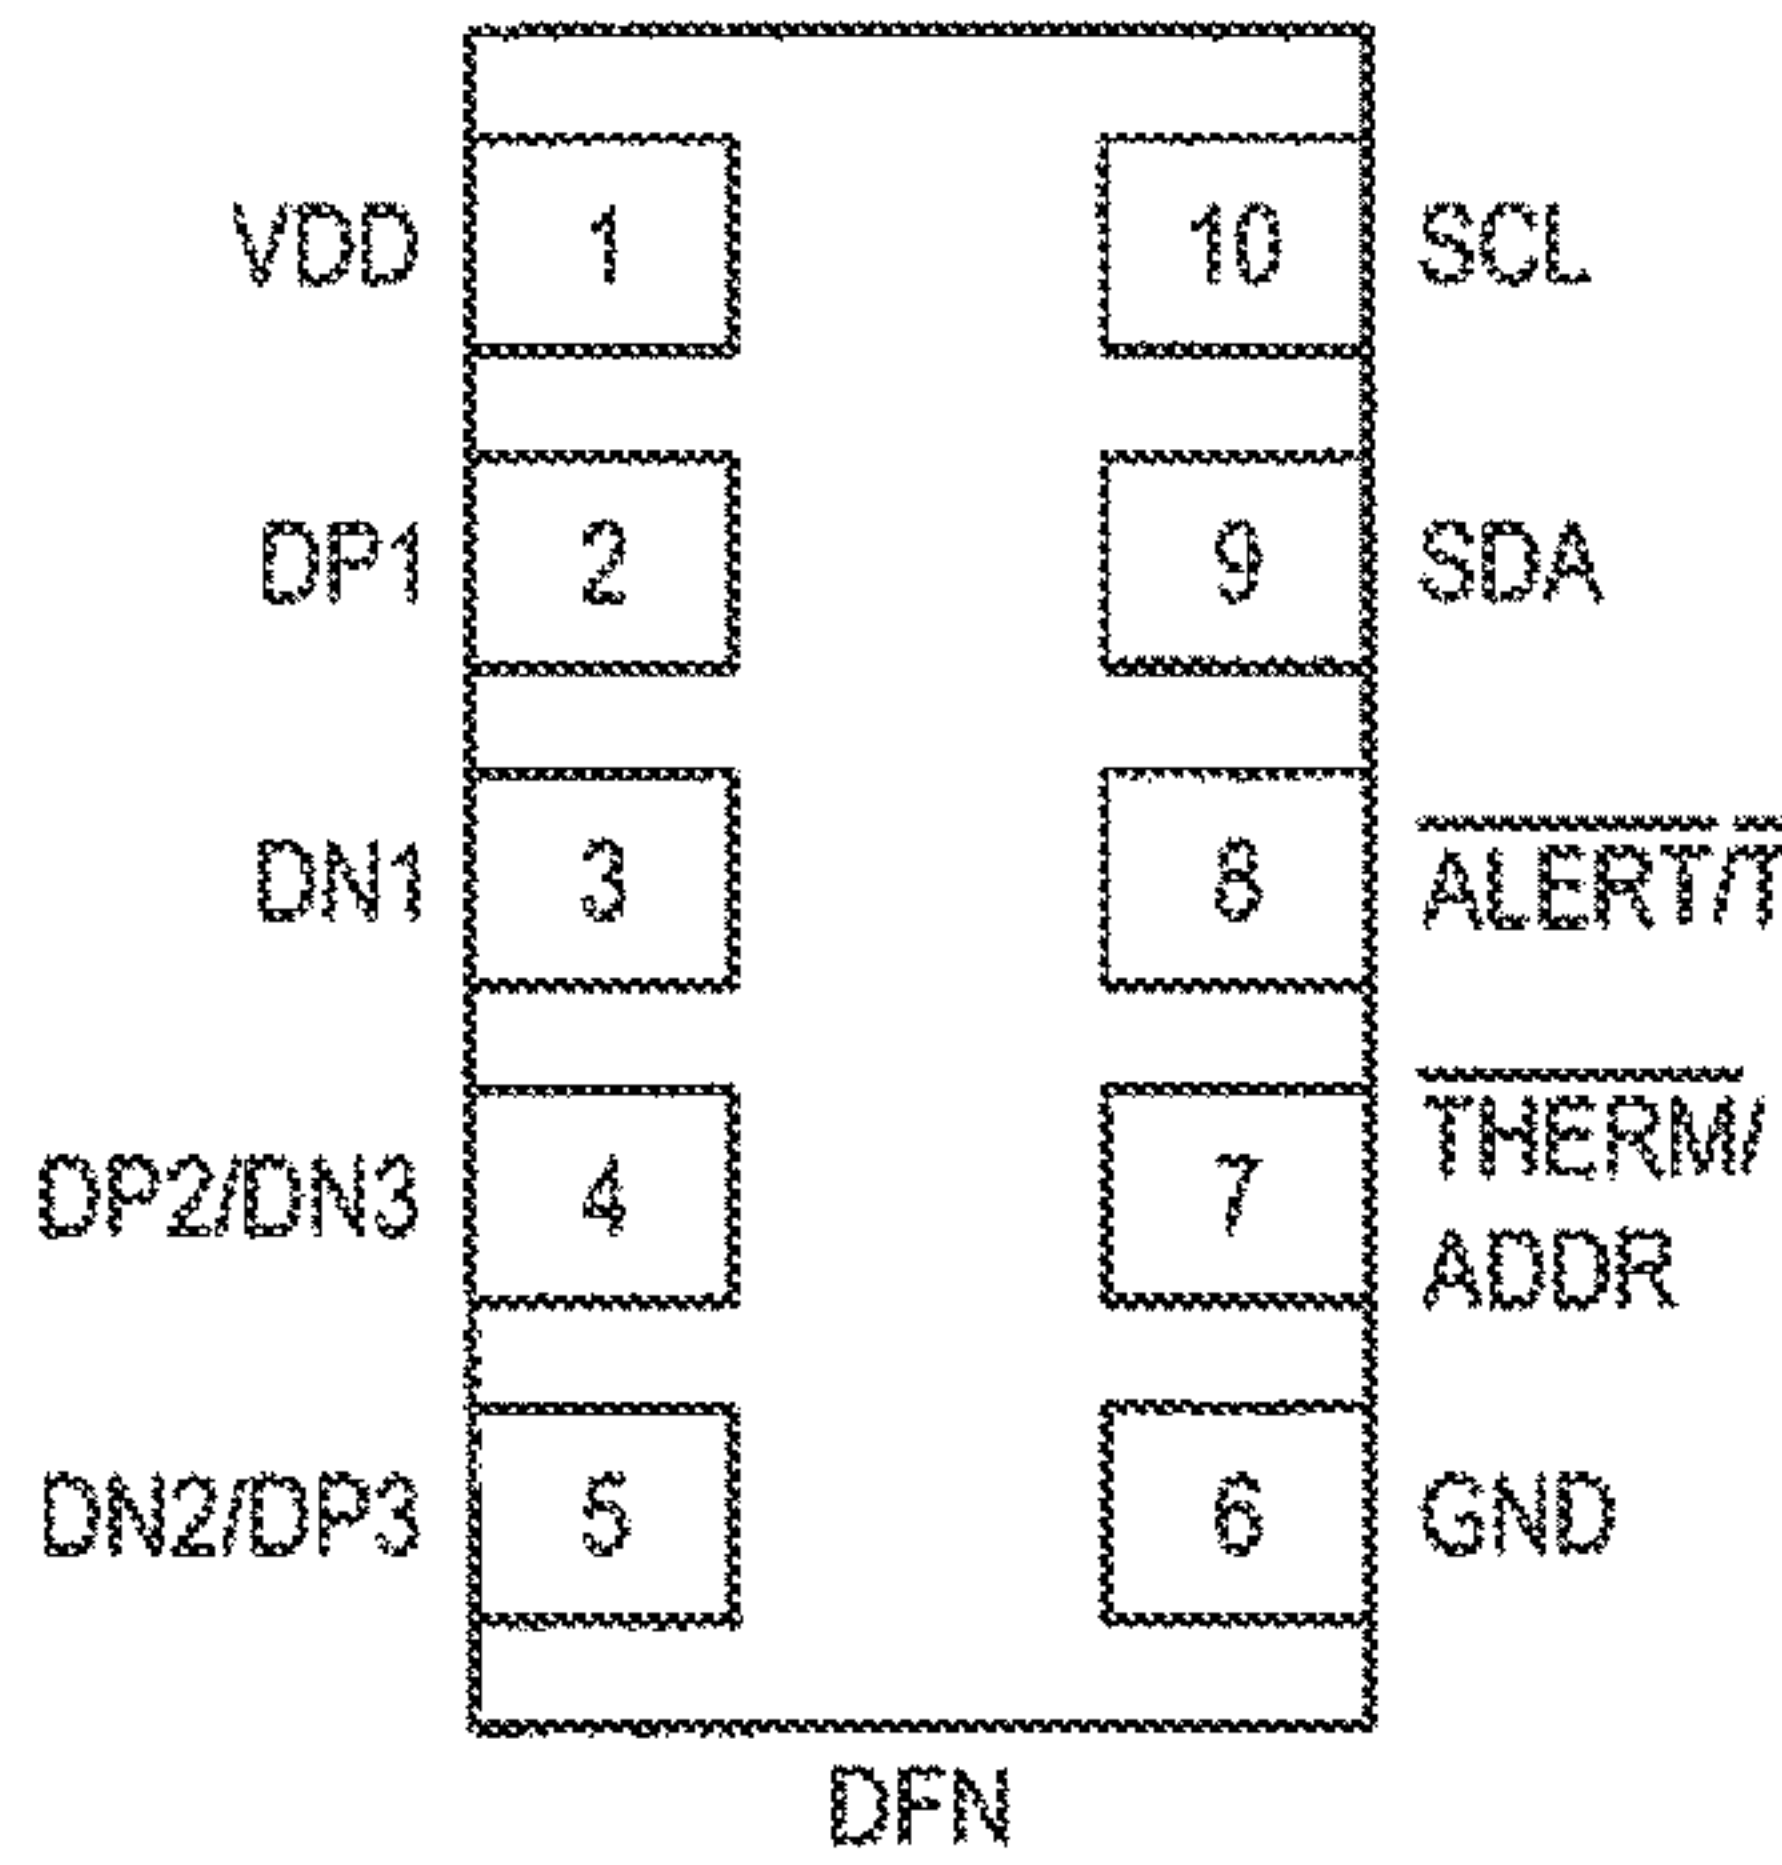 VDD 1 10 SCL
DP1 2 9 SDA
DN1 3 8 ALERT/T
DP2/DN3 4 7 THERM/
ADDR
DN2/DP3 5 6 GND
DFN